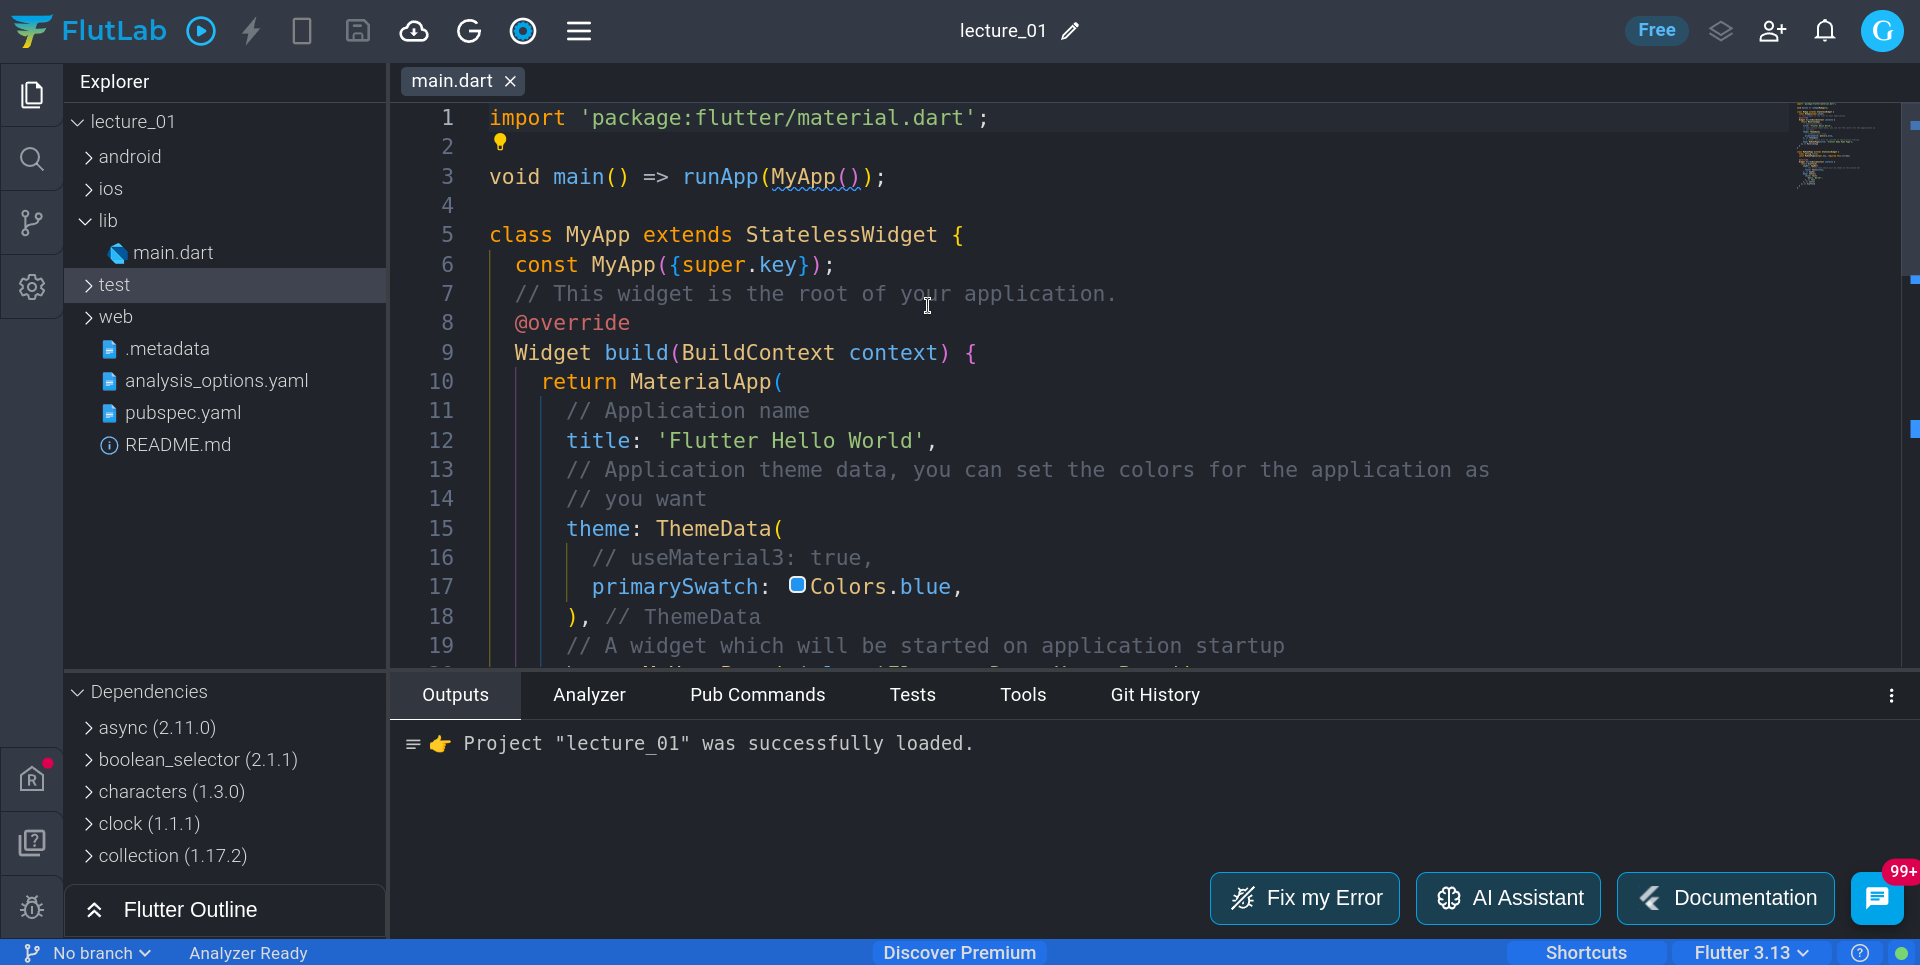 FlutLab
lecture_01
Free
G
Explorer
lecture_01
android
ios
lib
main.dart
test
web
.metadata
analysis_options.yaml
pubspec.yaml
README.md
Dependencies
async (2.11.0)
boolean_selector (2.1.1)
characters (1.3.0)
clock (1.1.1)
collection (1.17.2)
Flutter Outline
main.dart
1 import 'package:flutter/material.dart';
2
3 void main() => runApp(MyApp());
4
5 class MyApp extends StatelessWidget {
6 const MyApp({super.key});
7 // This widget is the root of your application.
8 @override
9 Widget build(BuildContext context) {
10 return MaterialApp(
11 // Application name
12 title: 'Flutter Hello World',
13 // Application theme data, you can set the colors for the application as
14 // you want
15 theme: ThemeData(
16 // useMaterial3: true,
17 primarySwatch: Colors.blue,
18 ), // ThemeData
19 // A widget which will be started on application startup
Outputs Analyzer Pub Commands Tests Tools Git History
Project "lecture_01" was successfully loaded.
Fix my Error AI Assistant Documentation 99+
No branch Analyzer Ready Discover Premium Shortcuts Flutter 3.13